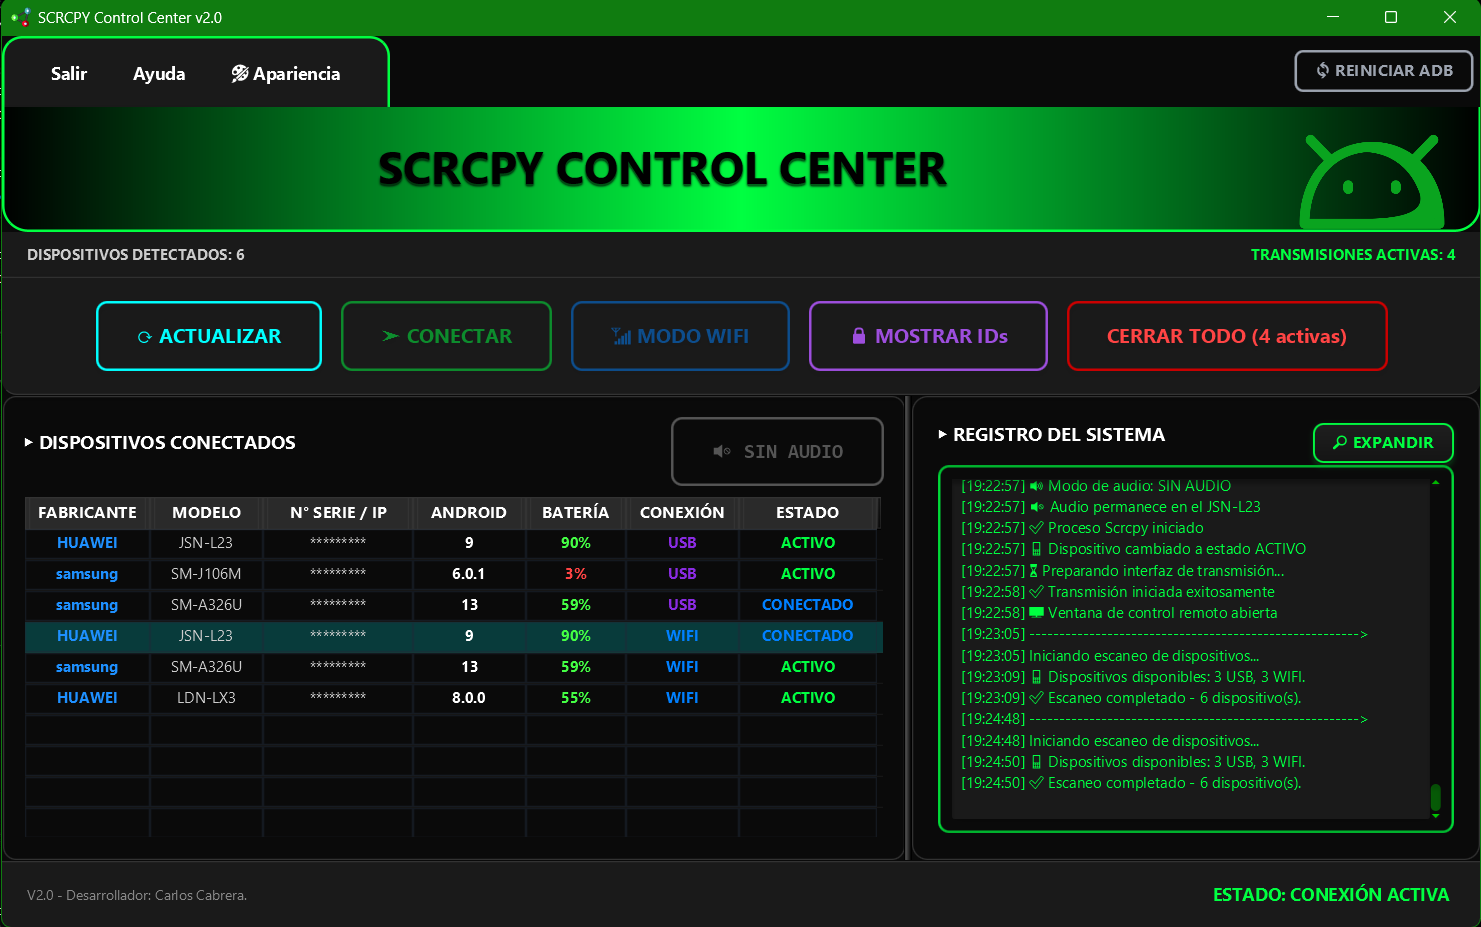 SCRCPY Control Center v2.0
Salir Ayuda Apariencia
REINICIAR ADB
SCRCPY CONTROL CENTER
DISPOSITIVOS DETECTADOS: 6
TRANSMISIONES ACTIVAS: 4
ACTUALIZAR
CONECTAR
MODO WIFI
MOSTRAR IDs
CERRAR TODO (4 activas)
DISPOSITIVOS CONECTADOS
SIN AUDIO
FABRICANTE MODELO N° SERIE / IP ANDROID BATERÍA CONEXIÓN ESTADO
HUAWEI JSN-L23 ********* 9 90% USB ACTIVO
samsung SM-J106M ********* 6.0.1 3% USB ACTIVO
samsung SM-A326U ********* 13 59% USB CONECTADO
HUAWEI JSN-L23 ********* 9 90% WIFI CONECTADO
samsung SM-A326U ********* 13 59% WIFI ACTIVO
HUAWEI LDN-LX3 ********* 8.0.0 55% WIFI ACTIVO
REGISTRO DEL SISTEMA
EXPANDIR
[19:22:57] Modo de audio: SIN AUDIO
[19:22:57] Audio permanece en el JSN-L23
[19:22:57] Proceso Scrcpy iniciado
[19:22:57] Dispositivo cambiado a estado ACTIVO
[19:22:57] Preparando interfaz de transmisión...
[19:22:58] Transmisión iniciada exitosamente
[19:22:58] Ventana de control remoto abierta
[19:23:05] ------------------------------------------------------->
[19:23:05] Iniciando escaneo de dispositivos...
[19:23:09] Dispositivos disponibles: 3 USB, 3 WIFI.
[19:23:09] Escaneo completado - 6 dispositivo(s).
[19:24:48] ------------------------------------------------------->
[19:24:48] Iniciando escaneo de dispositivos...
[19:24:50] Dispositivos disponibles: 3 USB, 3 WIFI.
[19:24:50] Escaneo completado - 6 dispositivo(s).
V2.0 - Desarrollador: Carlos Cabrera.
ESTADO: CONEXIÓN ACTIVA